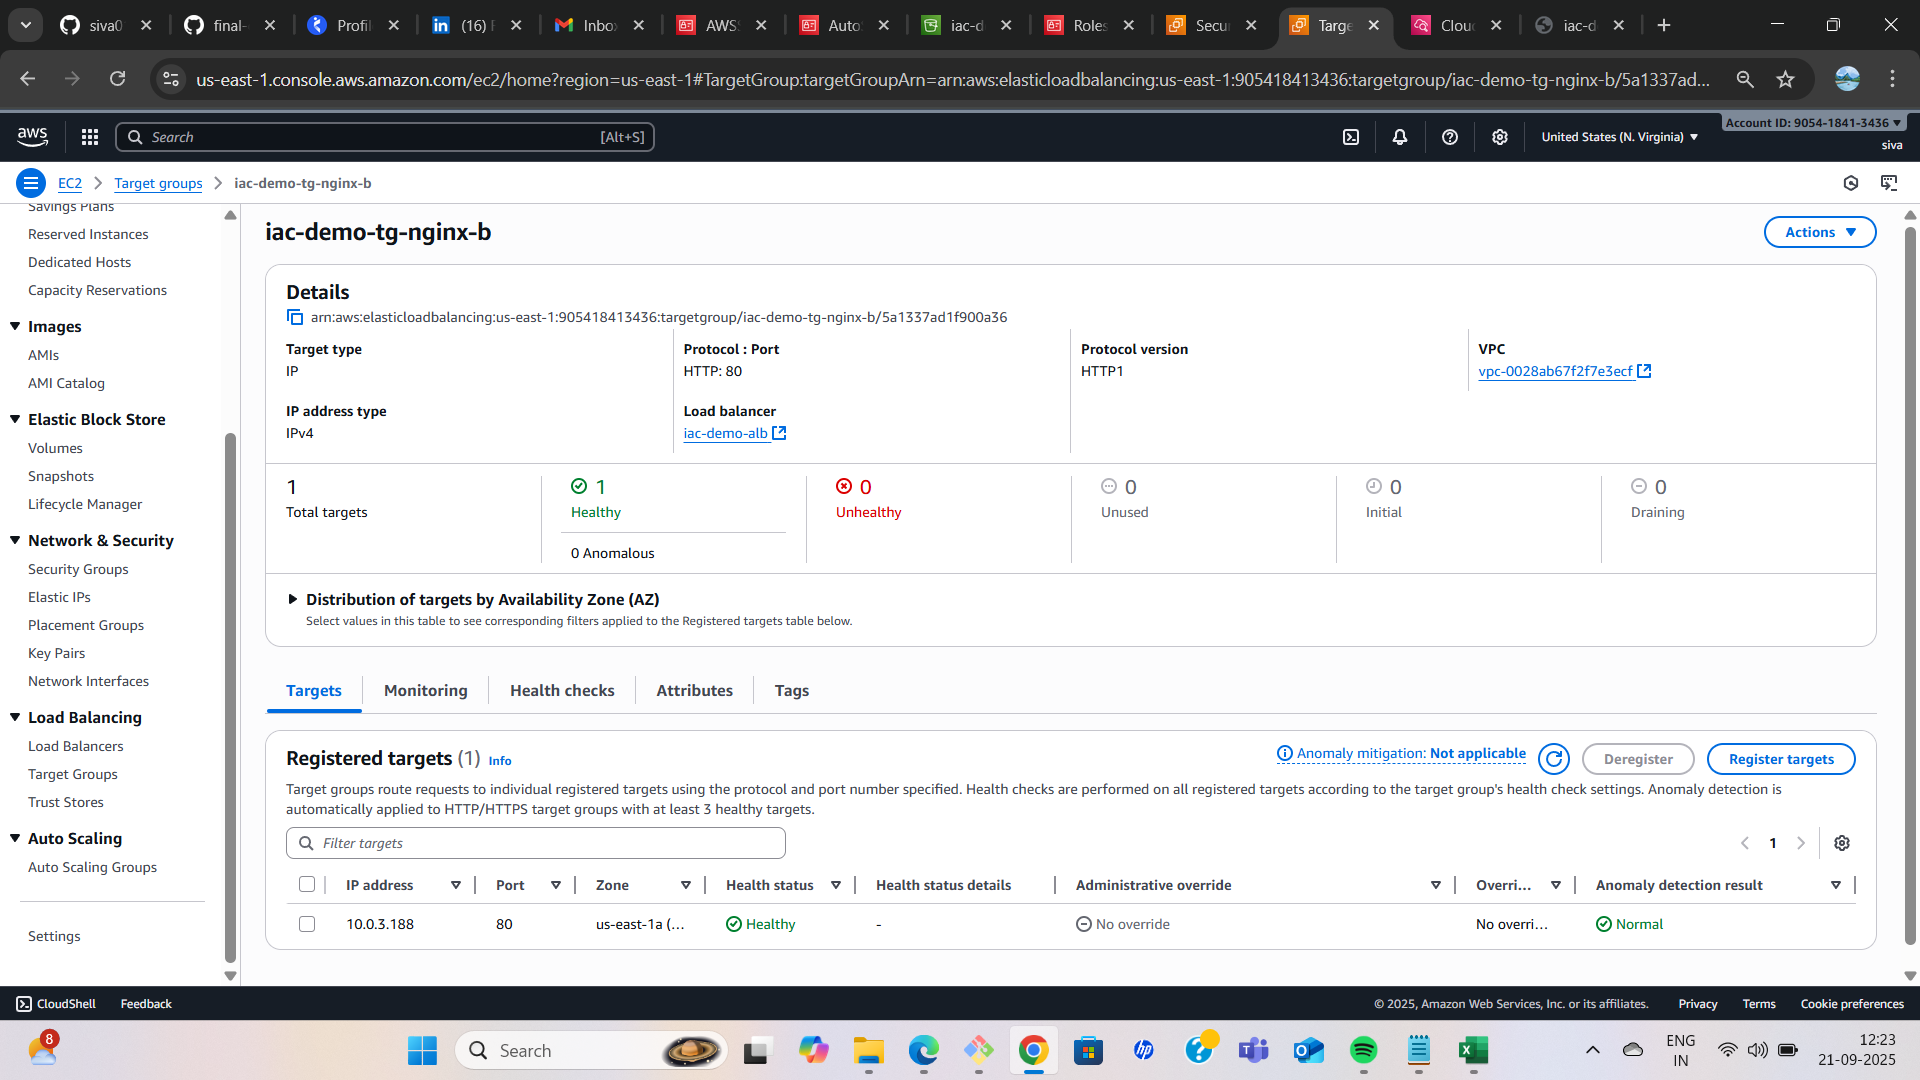 siva0
final-
Profil
(16) F
Inbo
AWS
Auto
iac-d
Roles
Secu
Targe
Clou
iac-d
us-east-1.console.aws.amazon.com/ec2/home?region=us-east-1#TargetGroup:targetGroupArn=arn:aws:elasticloadbalancing:us-east-1:905418413436:targetgroup/iac-demo-tg-nginx-b/5a1337ad...
aws
Search
[Alt+S]
United States (N. Virginia)
Account ID: 9054-1841-3436
siva
EC2
Target groups
iac-demo-tg-nginx-b
Savings Plans
Reserved Instances
Dedicated Hosts
Capacity Reservations
Images
AMIs
AMI Catalog
Elastic Block Store
Volumes
Snapshots
Lifecycle Manager
Network & Security
Security Groups
Elastic IPs
Placement Groups
Key Pairs
Network Interfaces
Load Balancing
Load Balancers
Target Groups
Trust Stores
Auto Scaling
Auto Scaling Groups
Settings
iac-demo-tg-nginx-b
Actions
Details
arn:aws:elasticloadbalancing:us-east-1:905418413436:targetgroup/iac-demo-tg-nginx-b/5a1337ad1f900a36
Target type
IP
Protocol : Port
HTTP: 80
Protocol version
HTTP1
VPC
vpc-0028ab67f2f7e3ecf
IP address type
IPv4
Load balancer
iac-demo-alb
1
Total targets
1
Healthy
0 Anomalous
0
Unhealthy
0
Unused
0
Initial
0
Draining
Distribution of targets by Availability Zone (AZ)
Select values in this table to see corresponding filters applied to the Registered targets table below.
Targets
Monitoring
Health checks
Attributes
Tags
Registered targets (1) Info
Anomaly mitigation: Not applicable
Deregister
Register targets
Target groups route requests to individual registered targets using the protocol and port number specified. Health checks are performed on all registered targets according to the target group's health check settings. Anomaly detection is
automatically applied to HTTP/HTTPS target groups with at least 3 healthy targets.
Filter targets
1
IP address Port Zone Health status Health status details Administrative override Overri... Anomaly detection result
10.0.3.188 80 us-east-1a (... Healthy - No override No overri... Normal
CloudShell
Feedback
© 2025, Amazon Web Services, Inc. or its affiliates.
Privacy
Terms
Cookie preferences
8
Search
ENG
IN
12:23
21-09-2025